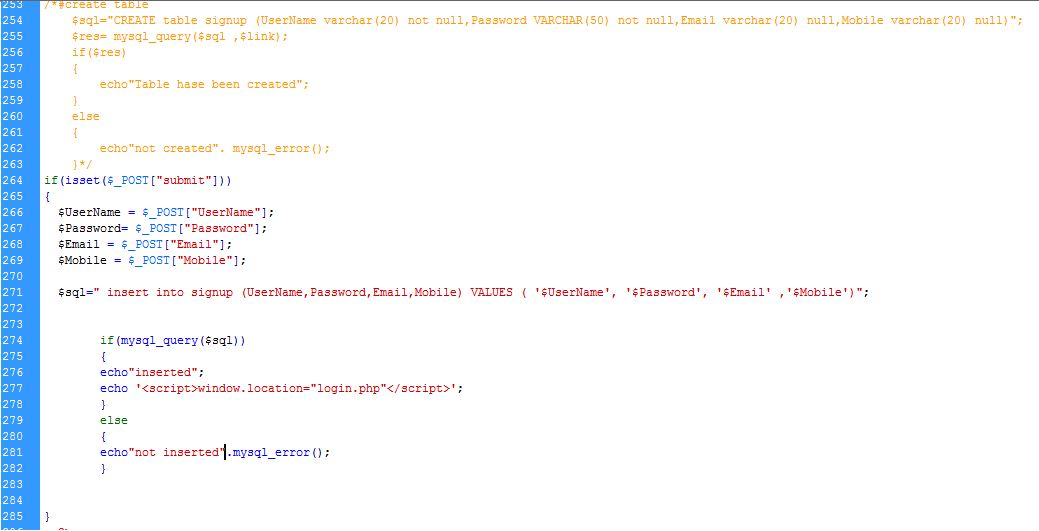 253 /*#create table
254 $sql="CREATE table signup (UserName varchar(20) not null,Password VARCHAR(50) not null,Email varchar(20) null,Mobile varchar(20) null)";
255 $res= mysql_query($sql ,$link);
256 if($res)
257 {
258 echo"Table hase been created";
259 }
260 else
261 {
262 echo"not created". mysql_error();
263 }*/
264 if(isset($_POST["submit"]))
265 {
266 $UserName = $_POST["UserName"];
267 $Password= $_POST["Password"];
268 $Email = $_POST["Email"];
269 $Mobile = $_POST["Mobile"];
270
271 $sql=" insert into signup (UserName,Password,Email,Mobile) VALUES ( '$UserName', '$Password', '$Email' ,'$Mobile')";
272
273
274 if(mysql_query($sql))
275 {
276 echo"inserted";
277 echo '<script>window.location="login.php"</script>';
278 }
279 else
280 {
281 echo"not inserted".mysql_error();
282 }
283
284
285 }